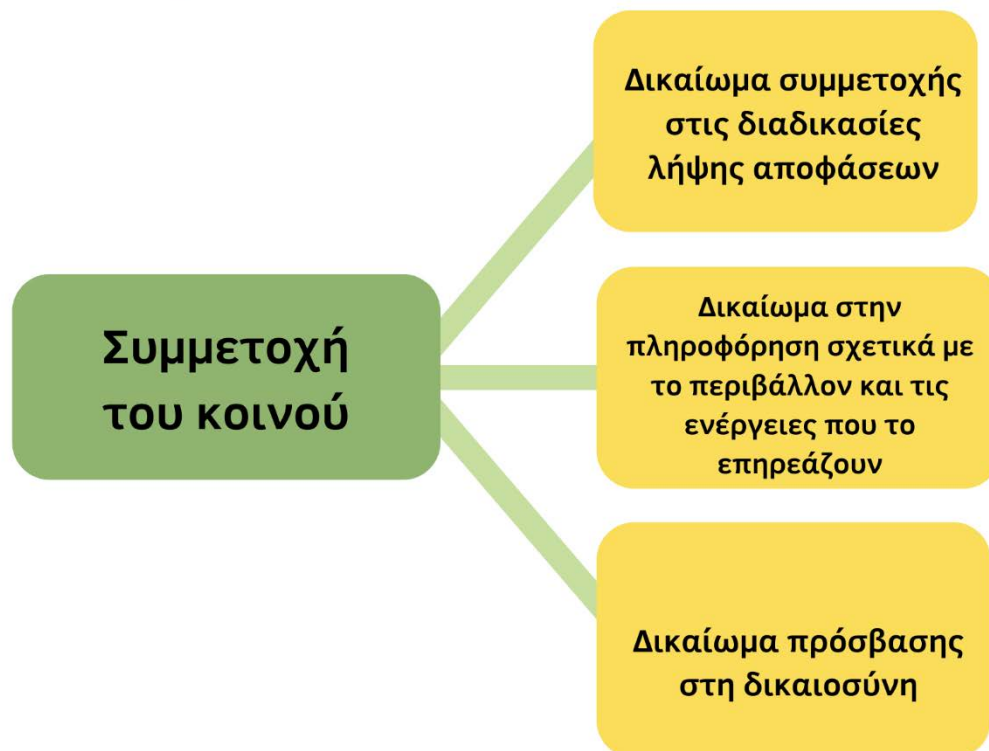 Συμμετοχή
του κοινού
Δικαίωμα συμμετοχής
στις διαδικασίες
λήψης αποφάσεων
Δικαίωμα στην
πληροφόρηση σχετικά με
το περιβάλλον και τις
ενέργειες που το
επηρεάζουν
Δικαίωμα πρόσβασης
στη δικαιοσύνη